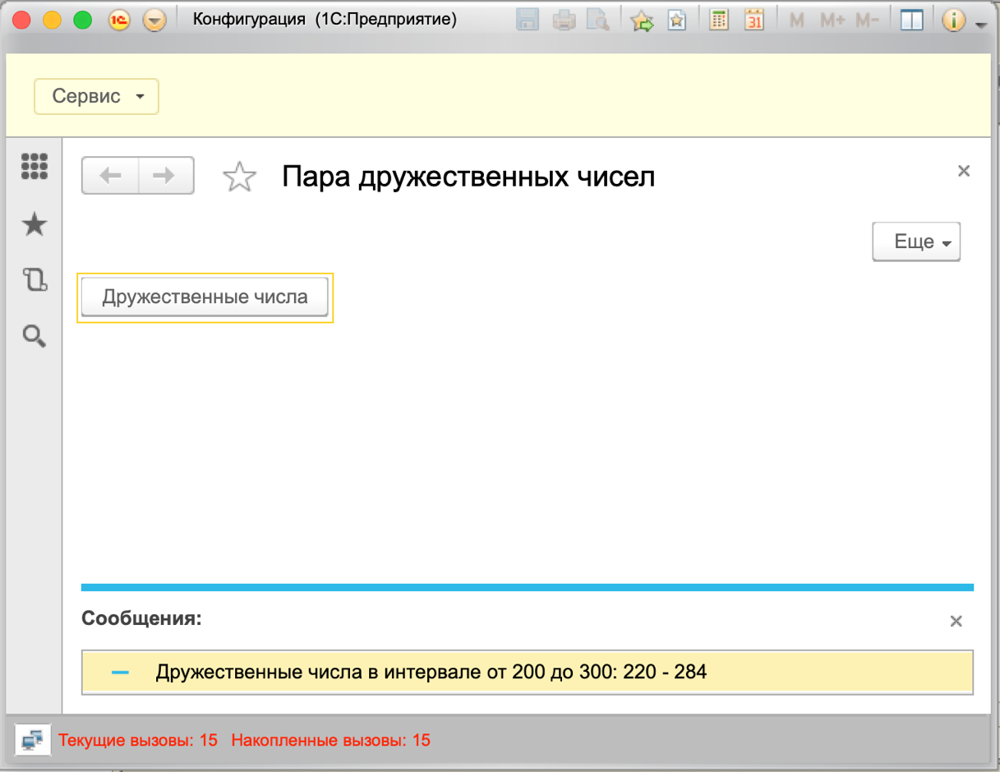 Конфигурация (1С:Предприятие)
31 M M+ M-
Сервис
Пара дружественных чисел
Еще
Дружественные числа
Сообщения:
Дружественные числа в интервале от 200 до 300: 220 - 284
Текущие вызовы: 15 Накопленные вызовы: 15